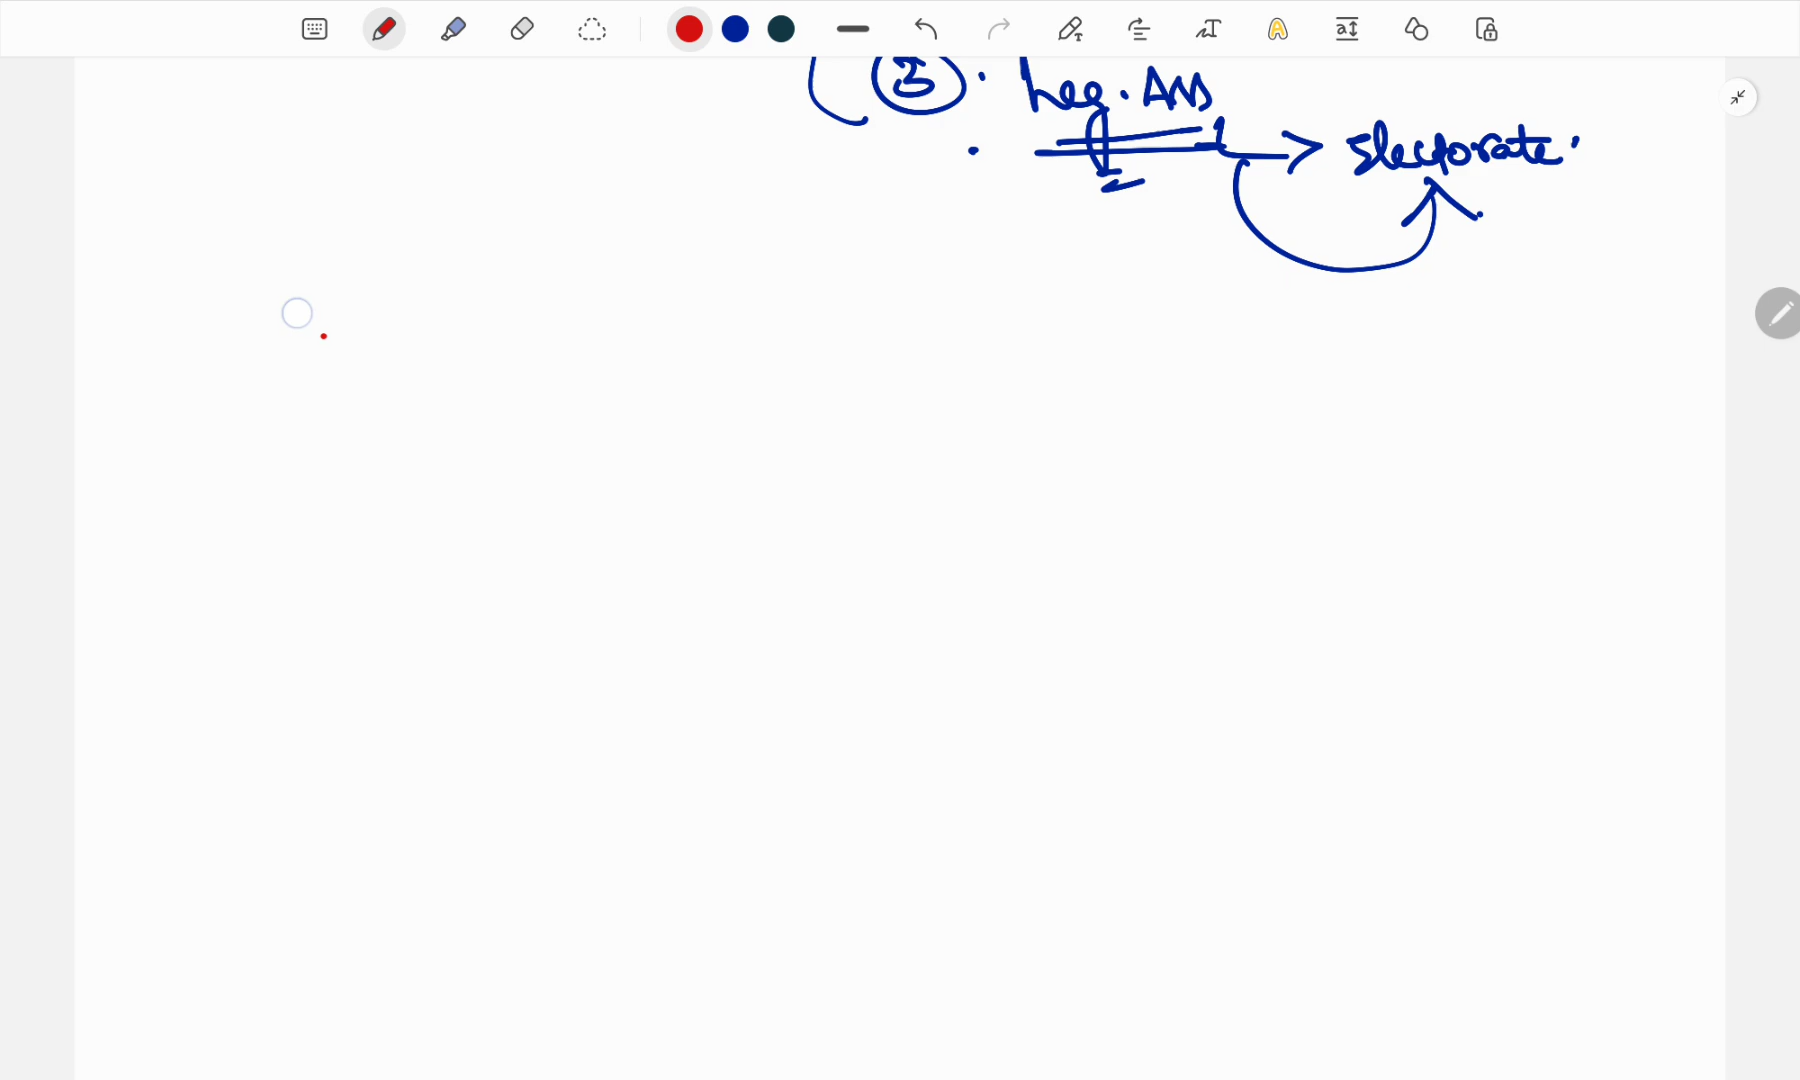 ③. Leg. Ass
→ Electorate.